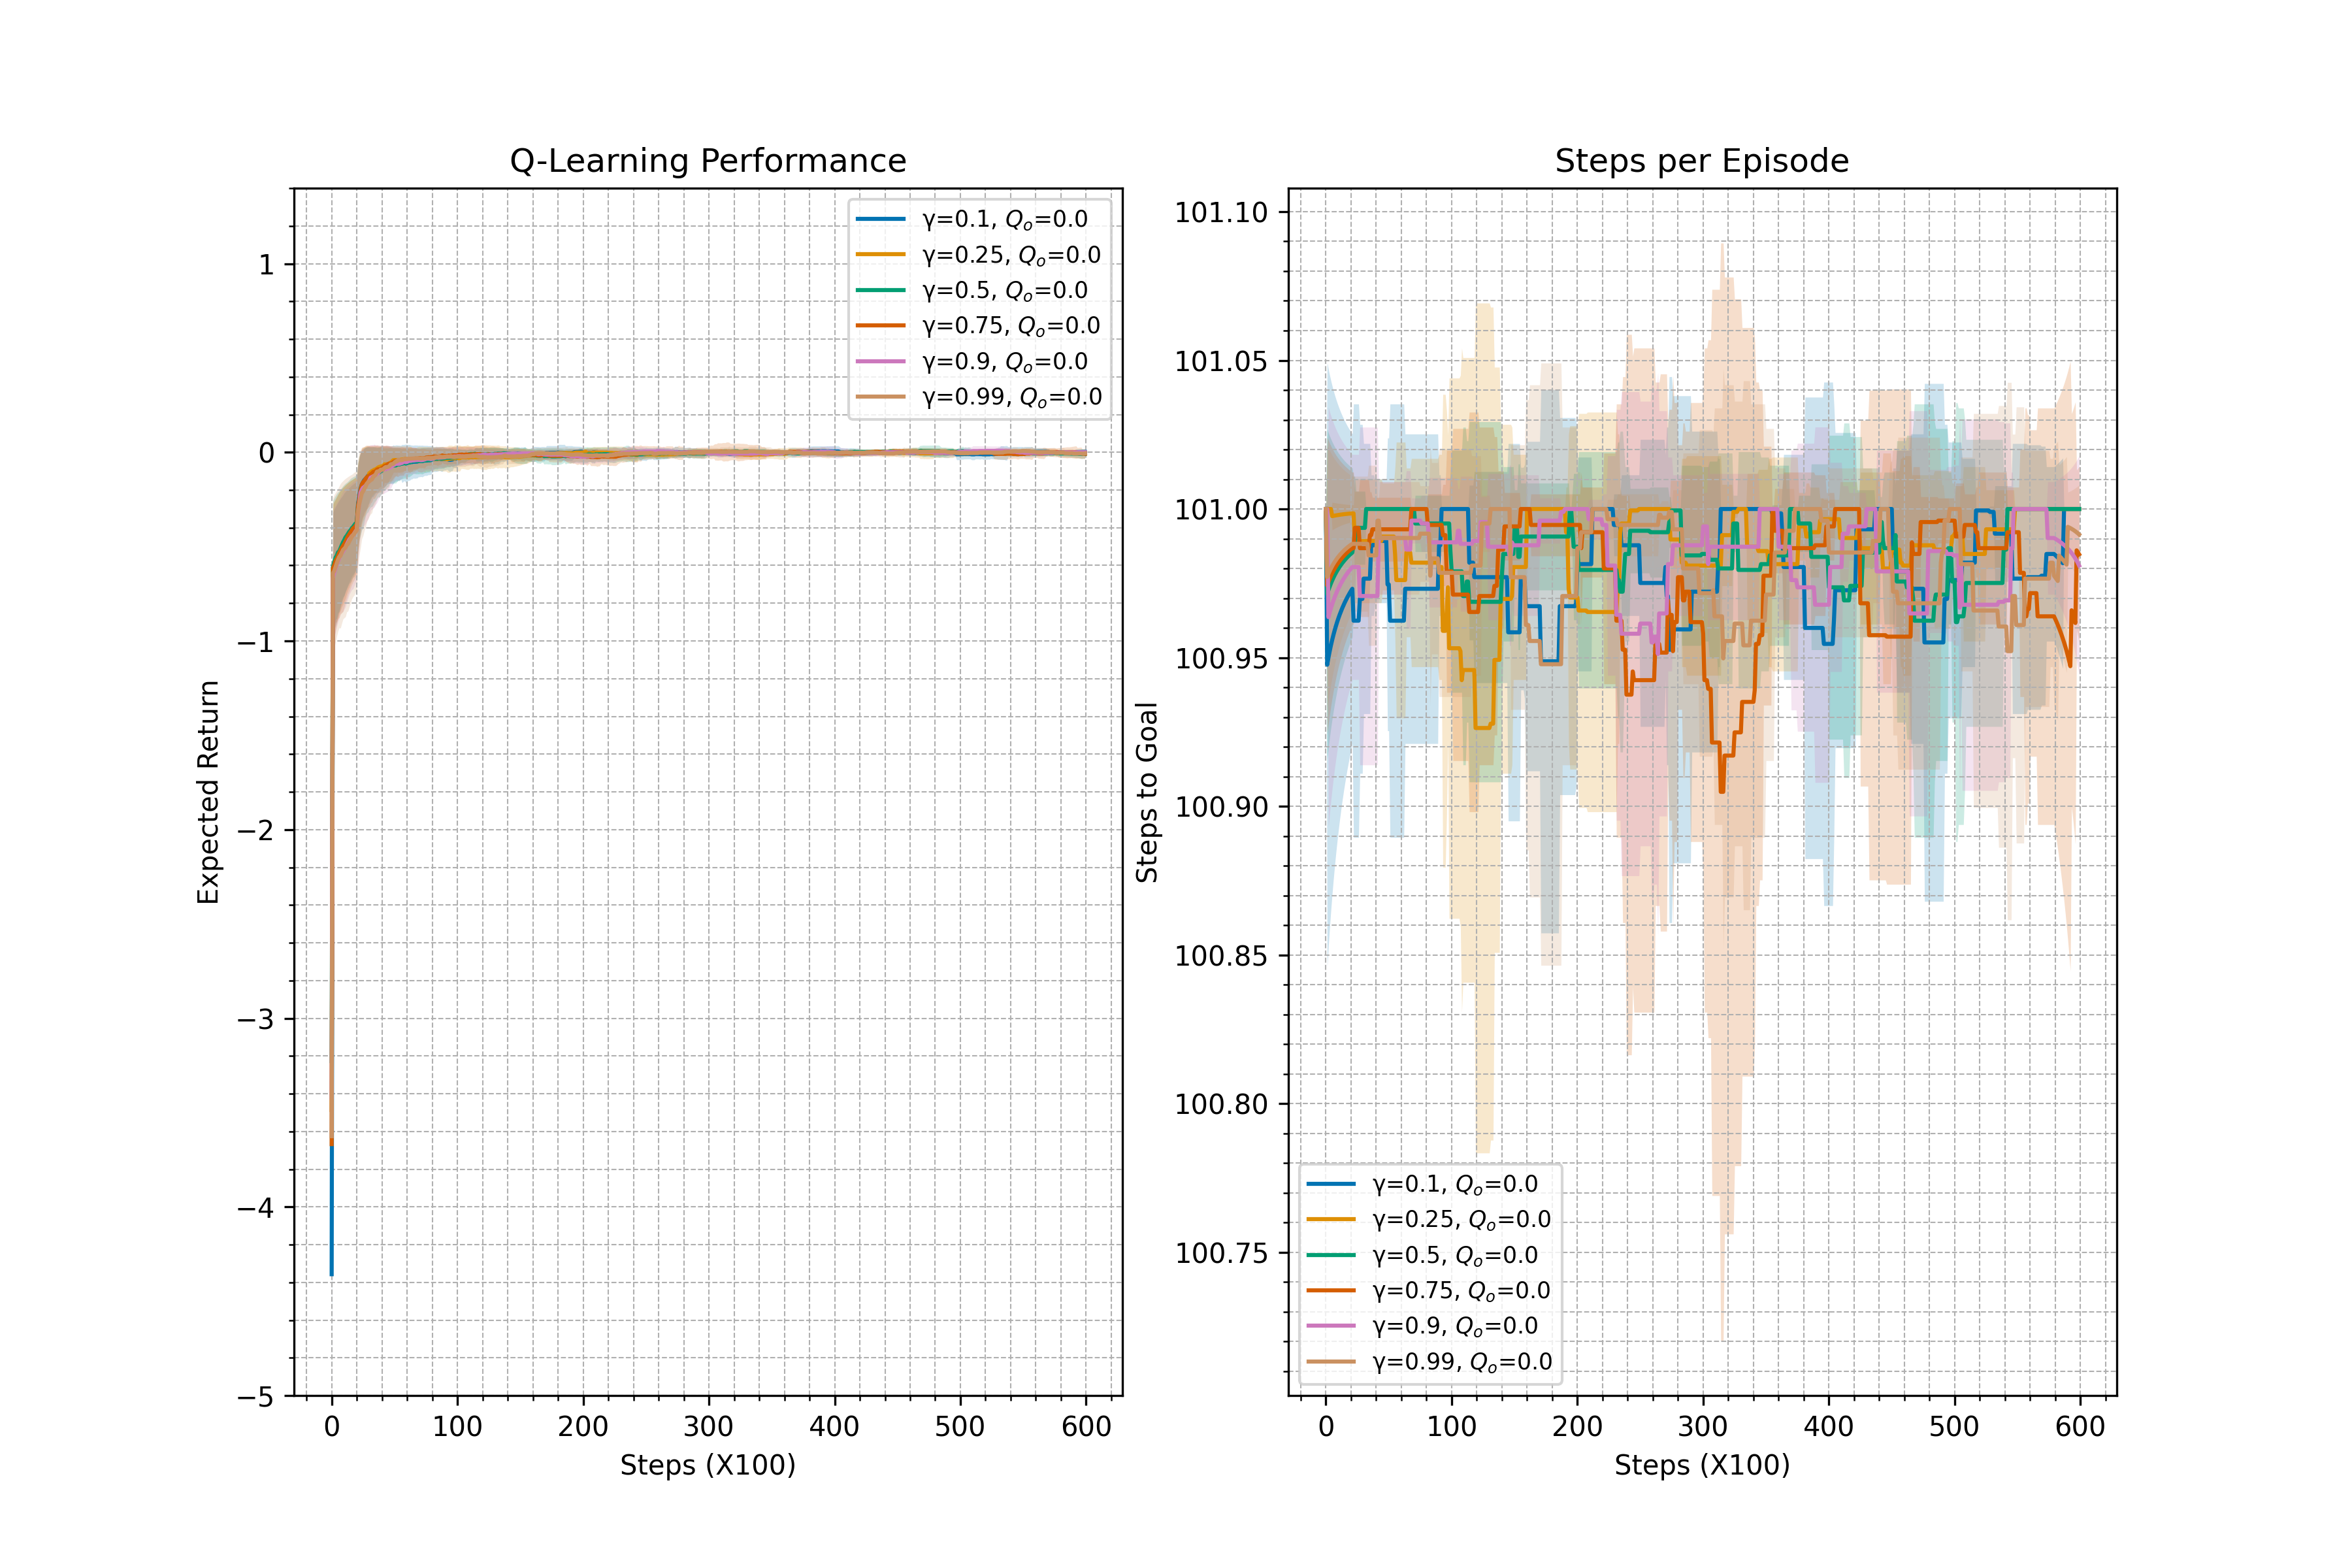 Q-Learning Performance
Expected Return
1
0
−1
−2
−3
−4
−5
0 100 200 300 400 500 600
Steps (X100)
γ=0.1, Qₒ=0.0
γ=0.25, Qₒ=0.0
γ=0.5, Qₒ=0.0
γ=0.75, Qₒ=0.0
γ=0.9, Qₒ=0.0
γ=0.99, Qₒ=0.0
Steps per Episode
Steps to Goal
101.10
101.05
101.00
100.95
100.90
100.85
100.80
100.75
0 100 200 300 400 500 600
Steps (X100)
γ=0.1, Qₒ=0.0
γ=0.25, Qₒ=0.0
γ=0.5, Qₒ=0.0
γ=0.75, Qₒ=0.0
γ=0.9, Qₒ=0.0
γ=0.99, Qₒ=0.0